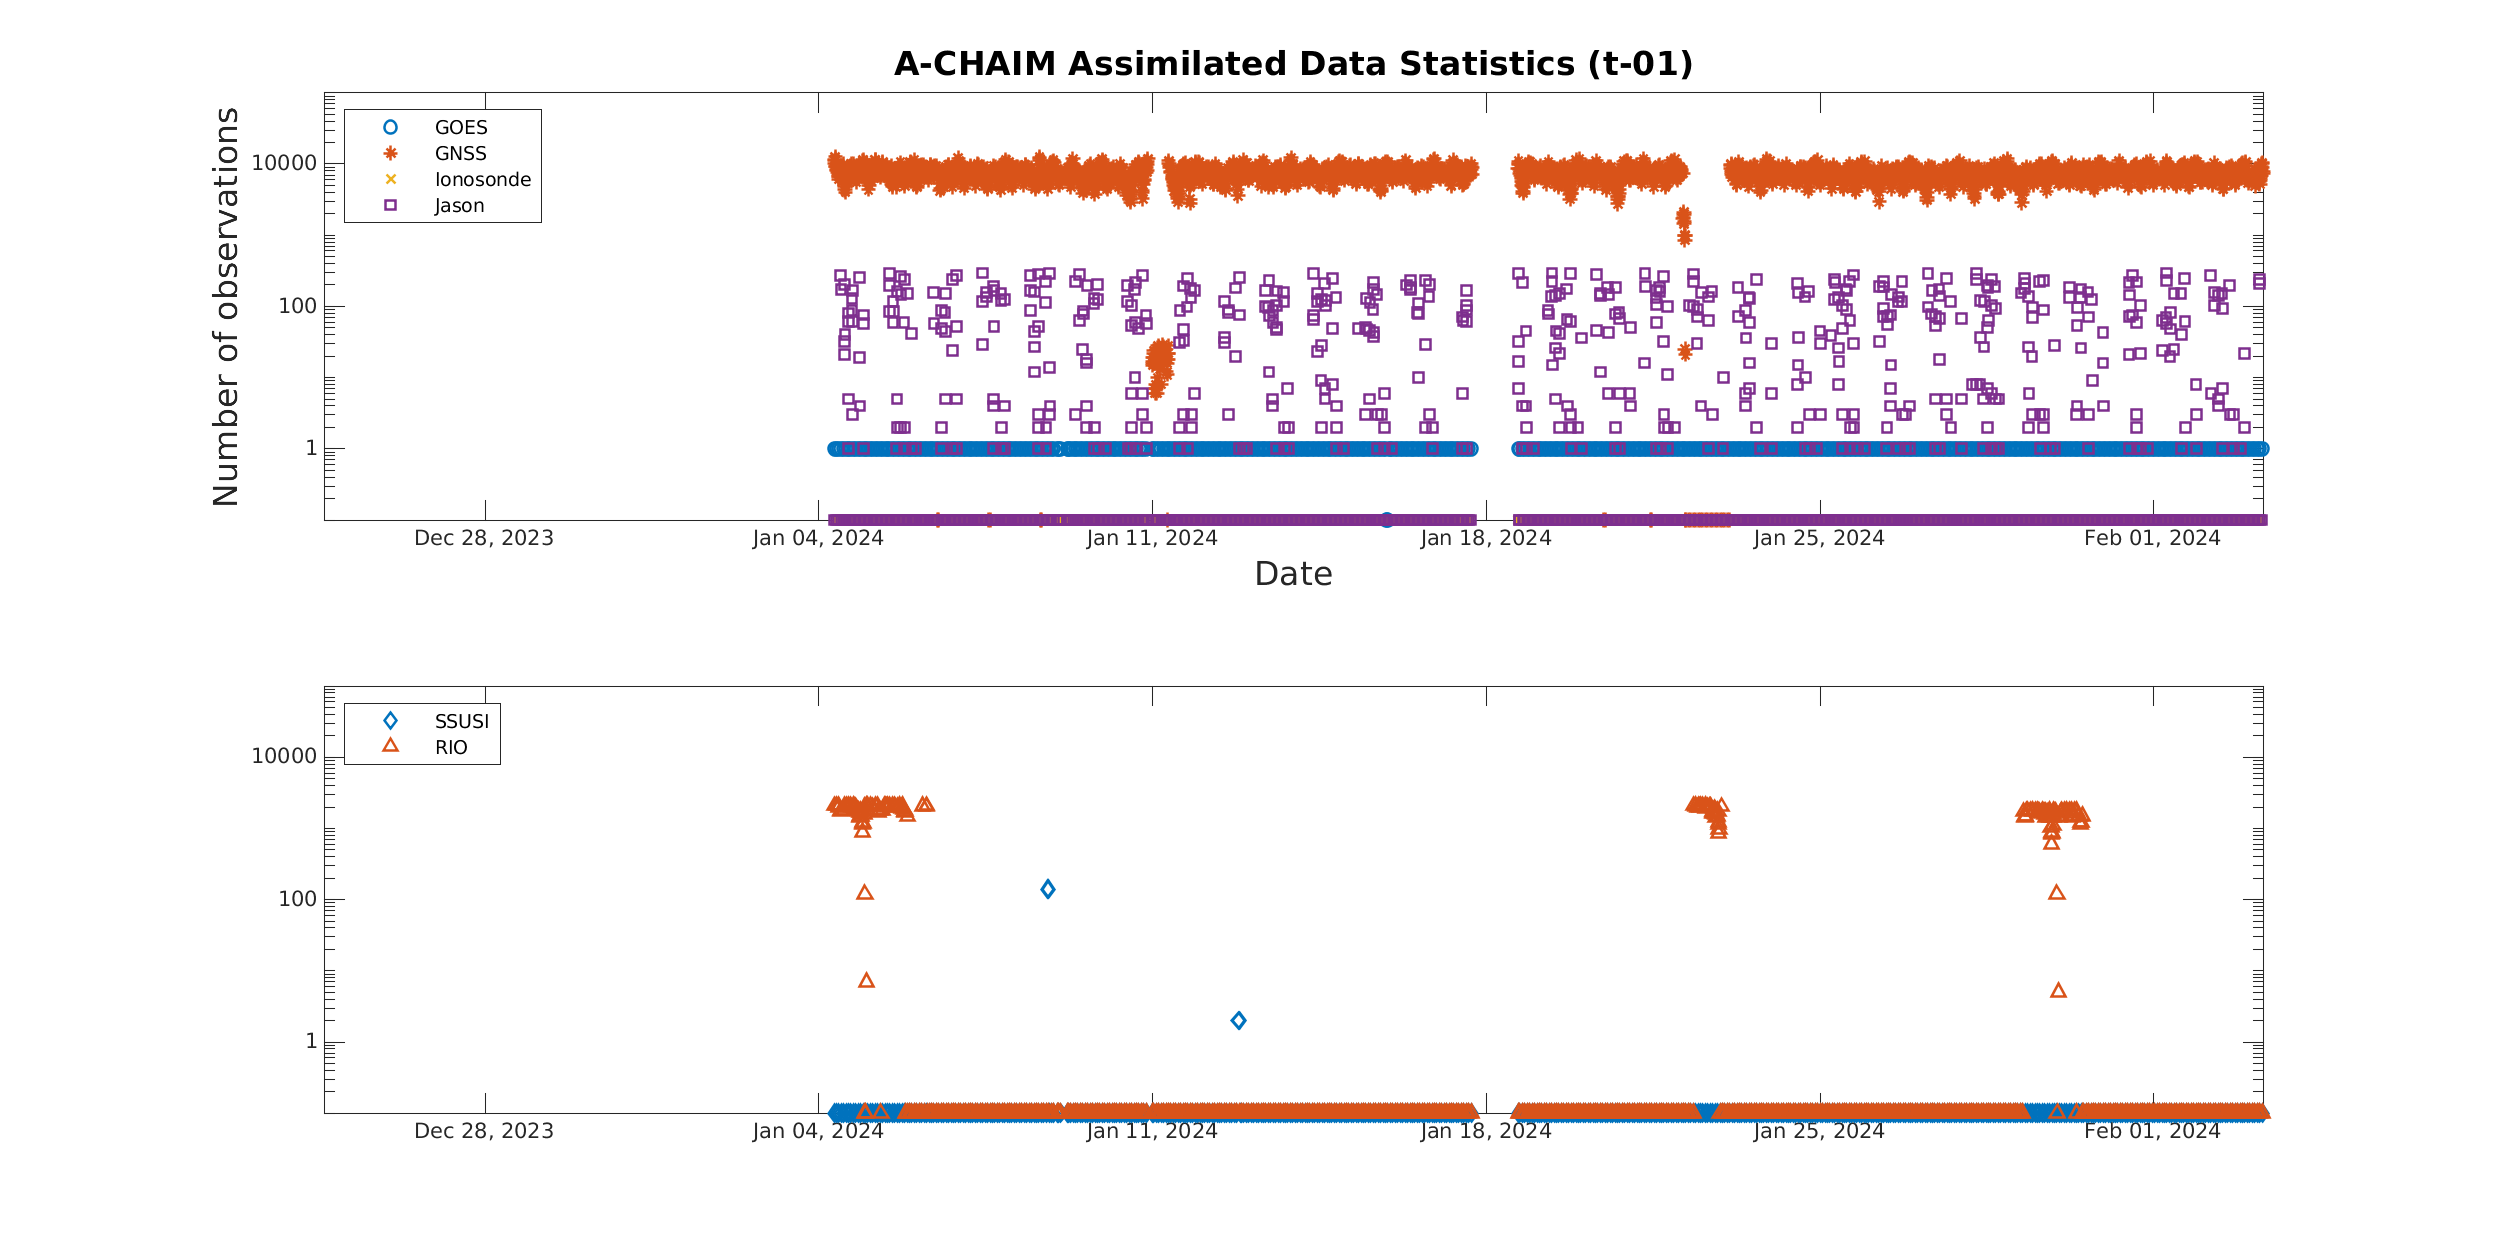 A-CHAIM Assimilated Data Statistics (t-01)
Number of observations
GOES
GNSS
Ionosonde
Jason
10000
100
1
Dec 28, 2023 Jan 04, 2024 Jan 11, 2024 Jan 18, 2024 Jan 25, 2024 Feb 01, 2024
Date
SSUSI
RIO
10000
100
1
Dec 28, 2023 Jan 04, 2024 Jan 11, 2024 Jan 18, 2024 Jan 25, 2024 Feb 01, 2024